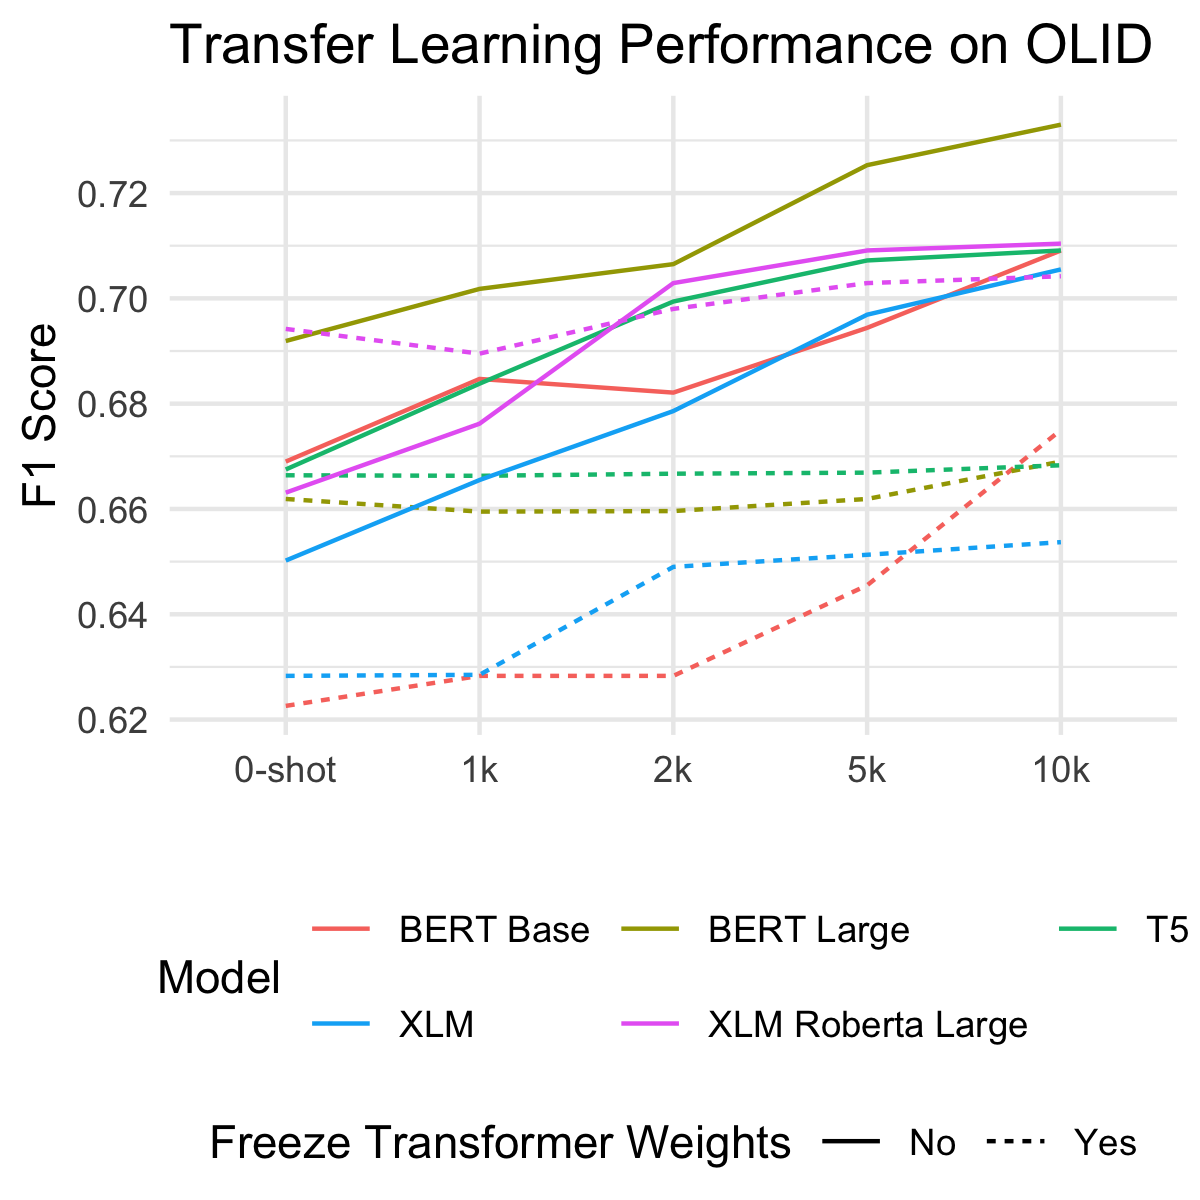 Transfer Learning Performance on OLID
F1 Score
0.72
0.70
0.68
0.66
0.64
0.62
0-shot 1k 2k 5k 10k
Model
BERT Base BERT Large T5
XLM XLM Roberta Large
Freeze Transformer Weights No Yes